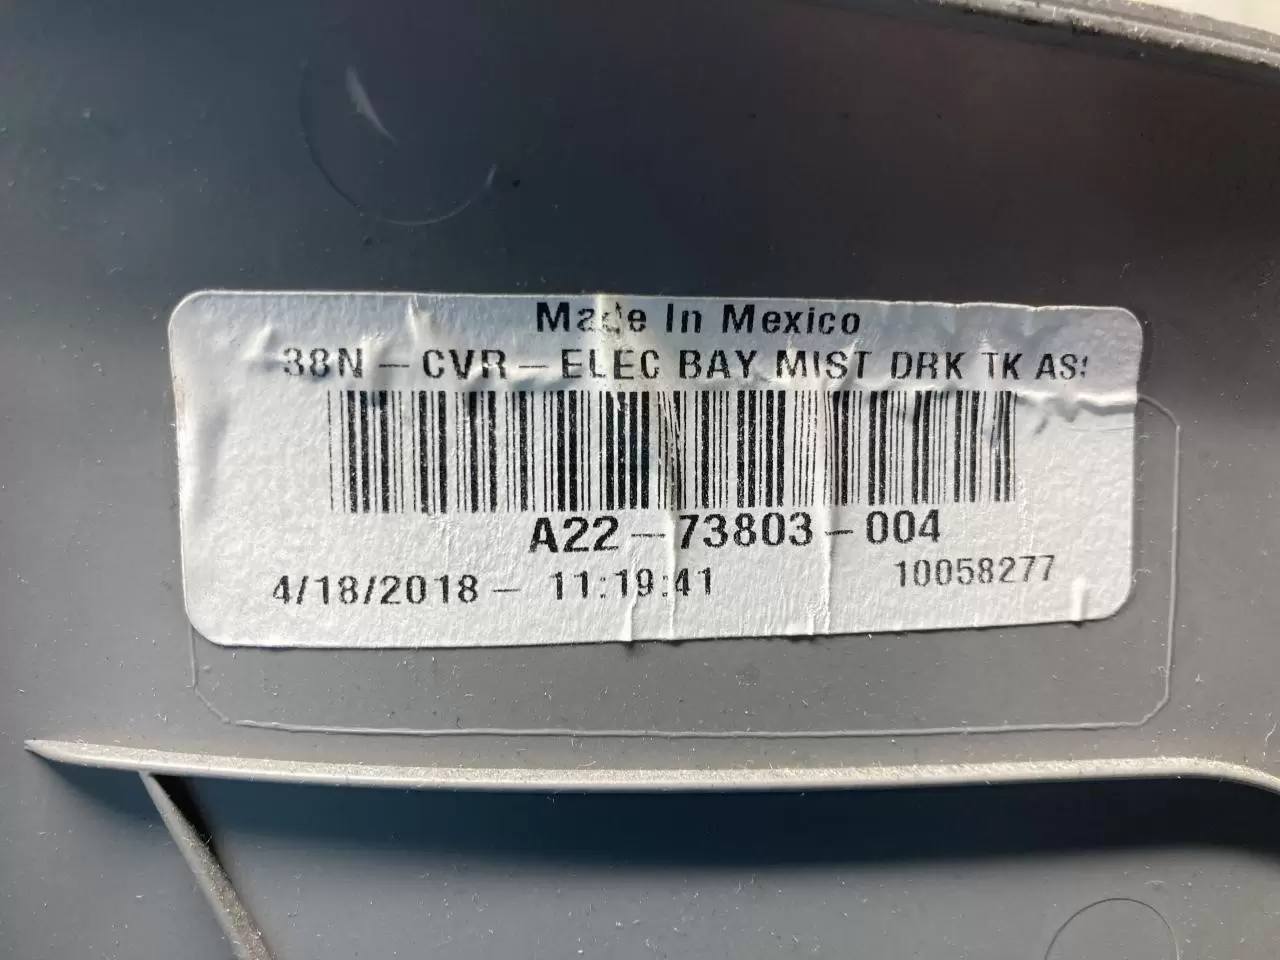 Made In Mexico
38N - CVR - ELEC BAY MIST DRK TK ASS
A22-73803-004
4/18/2018 - 11:19:41
10058277